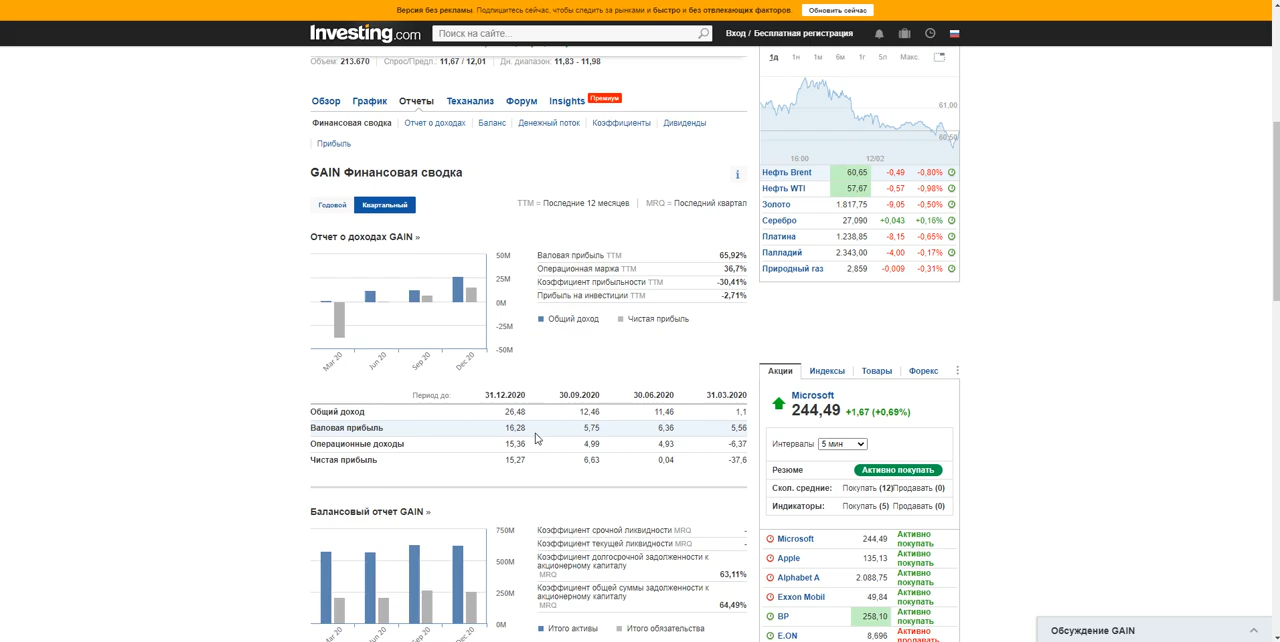 Версия без рекламы. Подпишитесь сейчас, чтобы следить за рынками и быстро и без отвлекающих факторов. Обновить сейчас
Investing.com Поиск на сайте... Вход / Бесплатная регистрация
Объём: 213.670 Спрос/Предл.: 11,67 / 12,01 Дн. диапазон: 11,83 - 11,98
Обзор График Отчеты Теханализ Форум Insights Премиум
Финансовая сводка Отчет о доходах Баланс Денежный поток Коэффициенты Дивиденды
Прибыль
GAIN Финансовая сводка
Годовой Квартальный TTM = Последние 12 месяцев MRQ = Последний квартал
Отчет о доходах GAIN »
50M
25M
0M
-25M
-50M
Mar 20 Jun 20 Sep 20 Dec 20
Валовая прибыль TTM 65,92%
Операционная маржа TTM 36,7%
Коэффициент прибыльности TTM -30,41%
Прибыль на инвестиции TTM -2,71%
Общий доход Чистая прибыль
Период до: 31.12.2020 30.09.2020 30.06.2020 31.03.2020
Общий доход 26,48 12,46 11,46 1,1
Валовая прибыль 16,28 5,75 6,36 5,56
Операционные доходы 15,36 4,99 4,93 -6,37
Чистая прибыль 15,27 6,63 0,04 -37,6
Балансовый отчет GAIN »
750M
500M
250M
0M
Mar 20 Jun 20 Sep 20 Dec 20
Коэффициент срочной ликвидности MRQ -
Коэффициент текущей ликвидности MRQ -
Коэффициент долгосрочной задолженности к
акционерному капиталу
MRQ 63,11%
Коэффициент общей суммы задолженности к
акционерному капиталу
MRQ 64,49%
Итого активы Итого обязательства
1д 1н 1м 6м 1г 5л Макс.
61,00
60,50
16:00 12/02
Нефть Brent 60,65 -0,49 -0,80%
Нефть WTI 57,67 -0,57 -0,98%
Золото 1.817,75 -9,05 -0,50%
Серебро 27,090 +0,043 +0,16%
Платина 1.238,85 -8,15 -0,65%
Палладий 2.343,00 -4,00 -0,17%
Природный газ 2,859 -0,009 -0,31%
Акции Индексы Товары Форекс
Microsoft
244,49 +1,67 (+0,69%)
Интервалы 5 мин
Резюме Активно покупать
Скол. средние: Покупать (12) Продавать (0)
Индикаторы: Покупать (5) Продавать (0)
Microsoft 244,49 Активно покупать
Apple 135,13 Активно покупать
Alphabet A 2.088,75 Активно покупать
Exxon Mobil 49,84 Активно покупать
BP 258,10 Активно покупать
E.ON 8,696 Активно продавать
Обсуждение GAIN